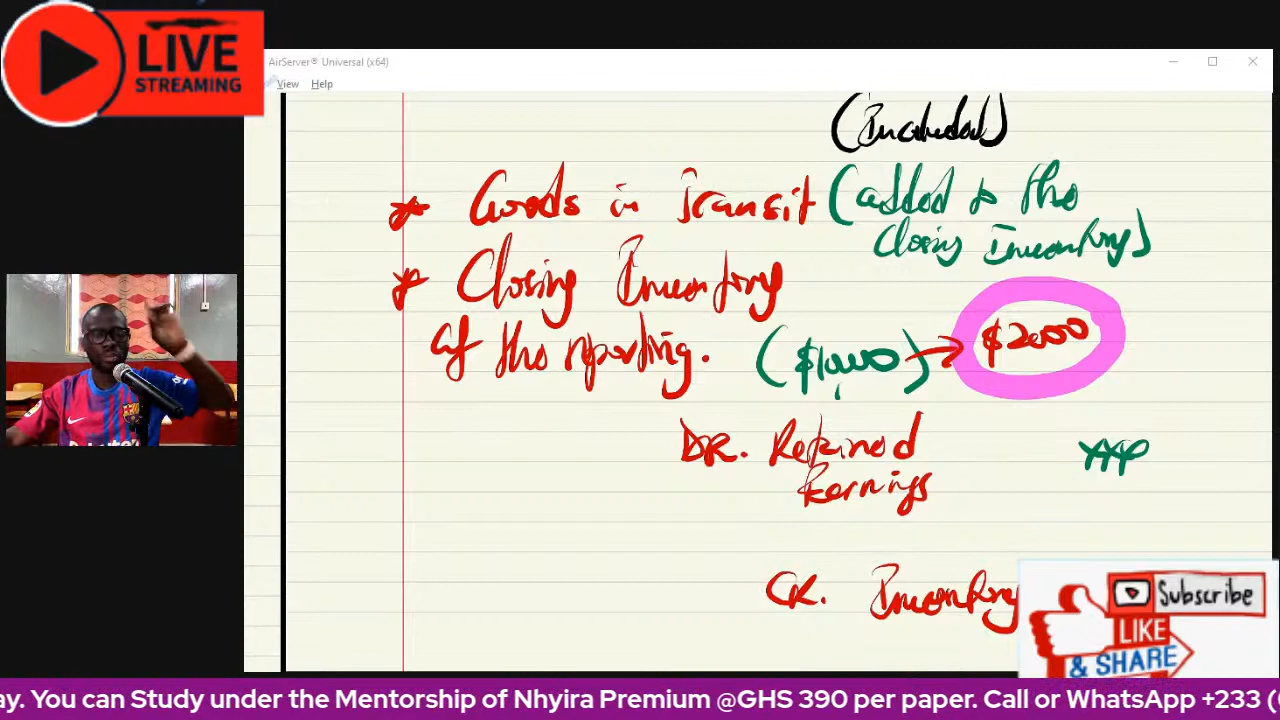 LIVE
STREAMING
AirServer® Universal (x64)
View Help
(Included)
* Goods in Transit (added to the
closing Inventory)
* Closing Inventory
at the reporting. ($1000) → $2000
DR. Retained
Earnings
CR. Inventory
Subscribe
LIKE
& SHARE
ay. You can Study under the Mentorship of Nhyira Premium @GHS 390 per paper. Call or WhatsApp +233 (